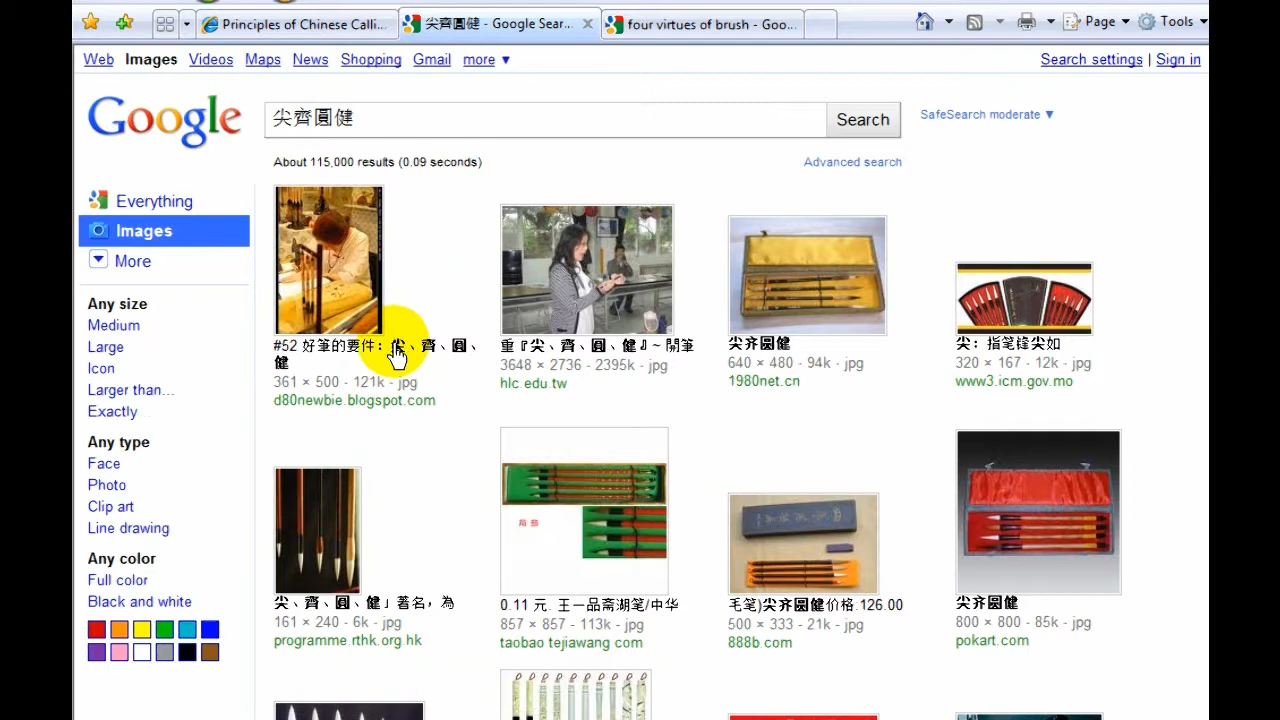 Principles of Chinese Calli...
尖齊圓健 - Google Sear...
four virtues of brush - Goo...
Page
Tools
Web Images Videos Maps News Shopping Gmail more ▼
Search settings | Sign in
Google
尖齊圓健
Search
SafeSearch moderate ▼
About 115,000 results (0.09 seconds)
Advanced search
Everything
Images
More
Any size
Medium
Large
Icon
Larger than...
Exactly
Any type
Face
Photo
Clip art
Line drawing
Any color
Full color
Black and white
#52 好筆的要件：尖、齊、圓、
健
361 × 500 - 121k - jpg
d80newbie.blogspot.com
重『尖、齊、圓、健』~ 開筆
3648 × 2736 - 2395k - jpg
hlc.edu.tw
尖齐圆健
640 × 480 - 94k - jpg
1980net.cn
尖：指笔锋尖如
320 × 167 - 12k - jpg
www3.icm.gov.mo
尖、齊、圓、健」著名，為
161 × 240 - 6k - jpg
programme.rthk.org.hk
0.11 元. 王一品斋湖笔/中华
857 × 857 - 113k - jpg
taobao.tejiawang.com
毛笔)尖齐圆健价格.126.00
500 × 333 - 21k - jpg
888b.com
尖齐圆健
800 × 800 - 85k - jpg
pokart.com